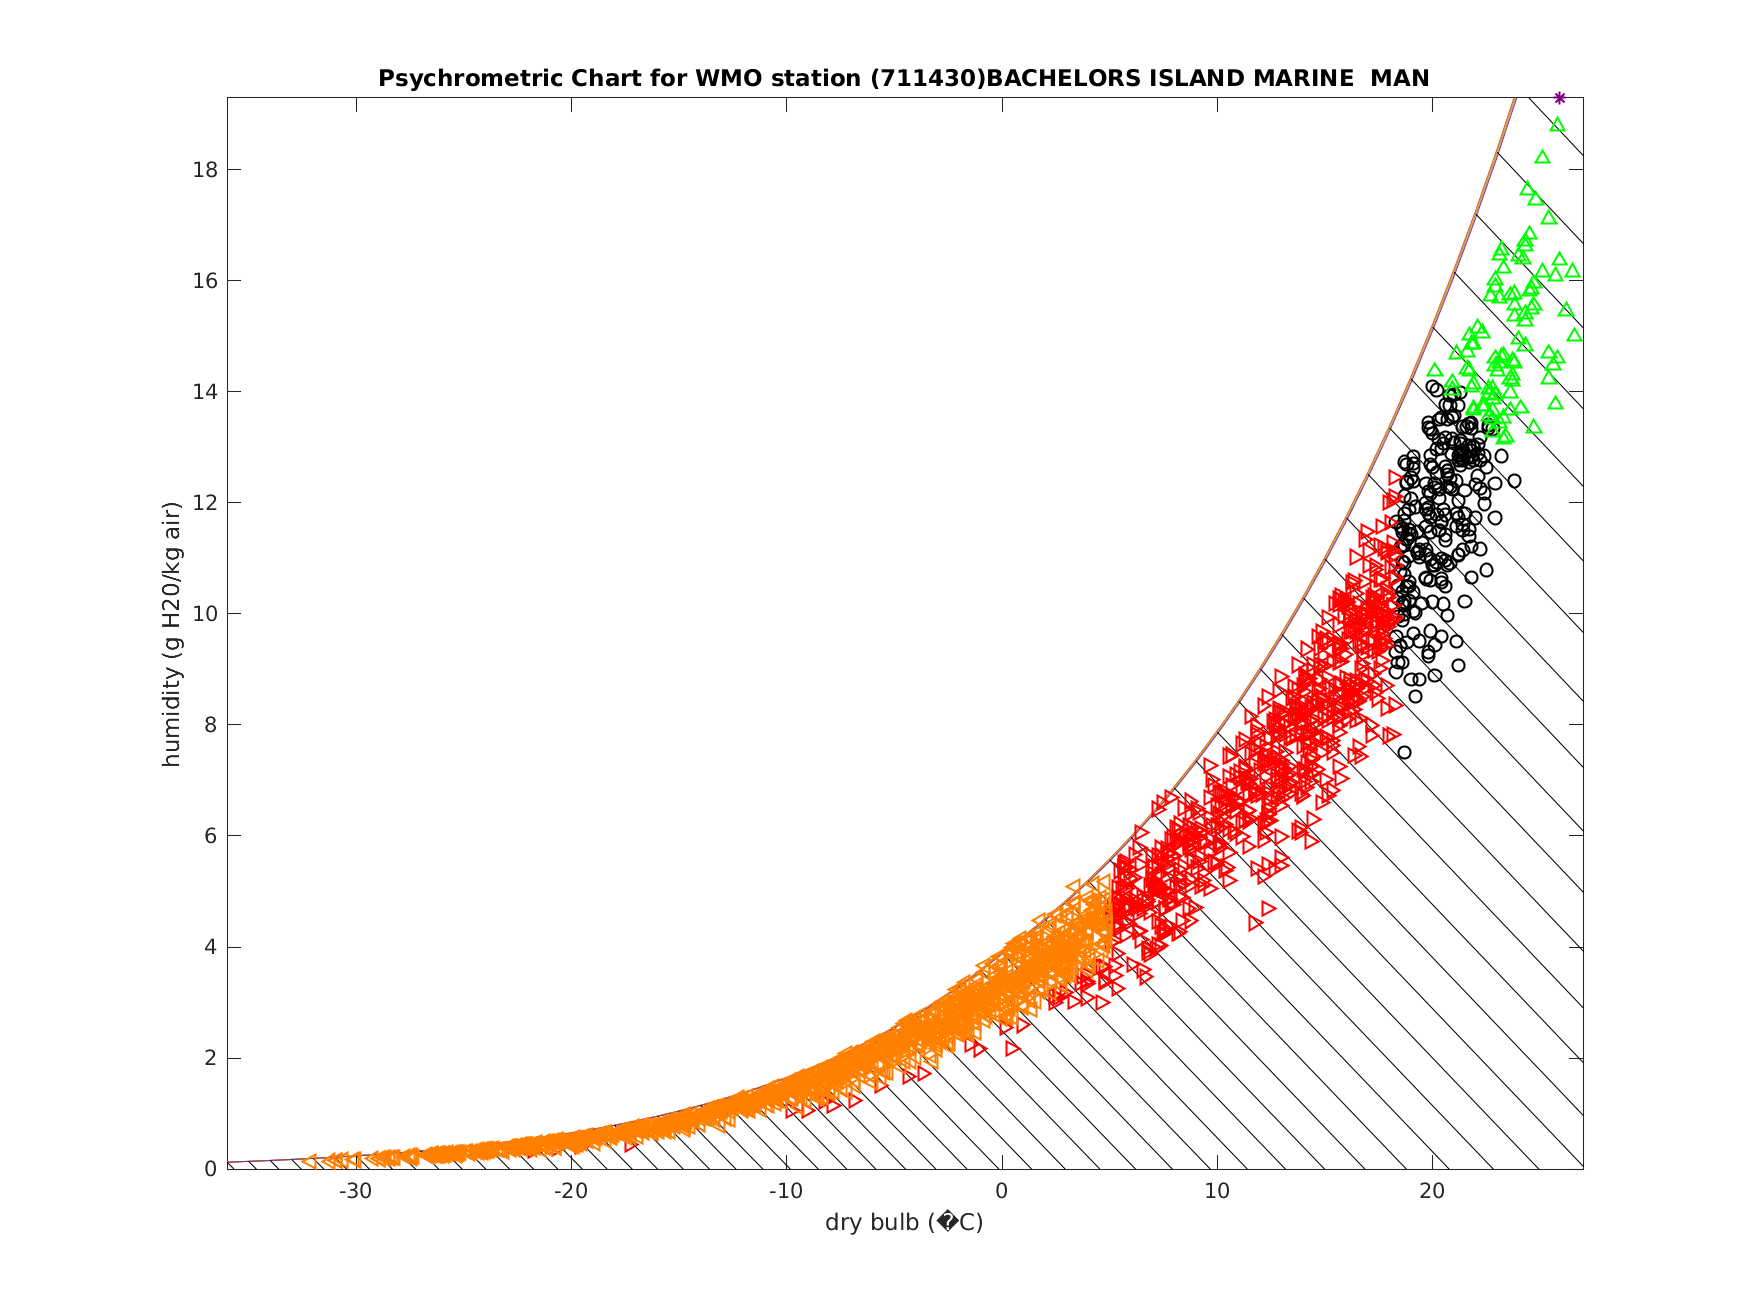 Psychrometric Chart for WMO station (711430)BACHELORS ISLAND MARINE  MAN
18
16
14
12
10
8
6
4
2
0
humidity (g H20/kg air)
-30 -20 -10 0 10 20
dry bulb (�C)